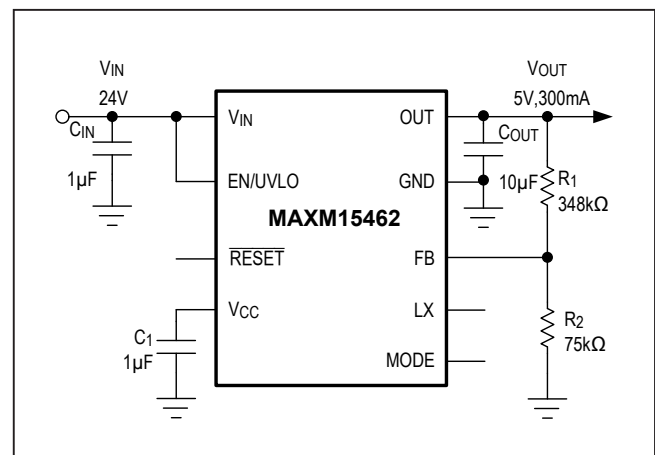 VIN
24V
CIN
1µF
VIN
EN/UVLO
RESET
VCC
C1
1µF
MAXM15462
OUT
GND
FB
LX
MODE
COUT
10µF
VOUT
5V,300mA
R1
348kΩ
R2
75kΩ